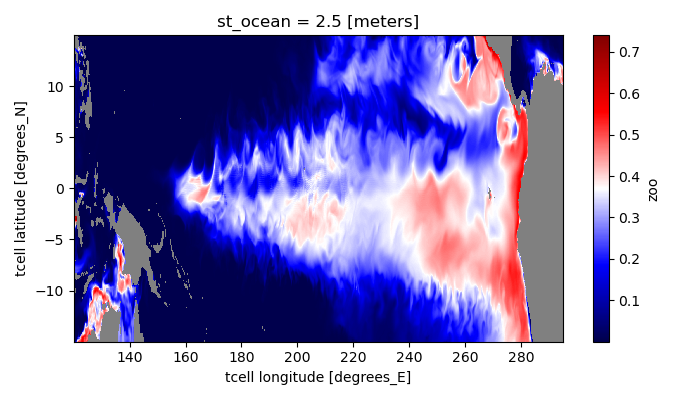 st_ocean = 2.5 [meters]
tcell latitude [degrees_N]
10
5
0
−5
−10
140 160 180 200 220 240 260 280
tcell longitude [degrees_E]
0.7
0.6
0.5
0.4
0.3
0.2
0.1
zoo